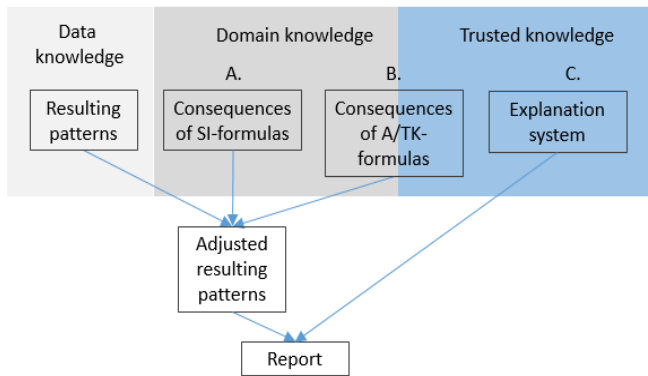 Data
knowledge
Domain knowledge
Trusted knowledge
A.
B.
C.
Resulting
patterns
Consequences
of SI-formulas
Consequences
of A/TK-
formulas
Explanation
system
Adjusted
resulting
patterns
Report